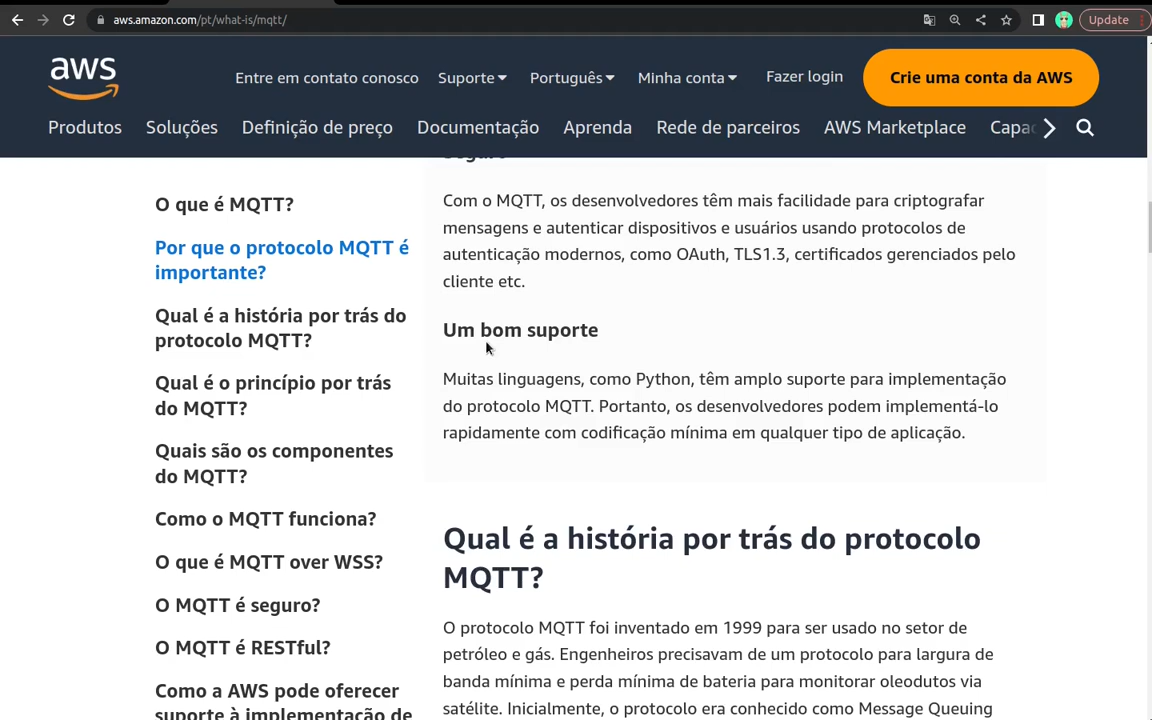 aws.amazon.com/pt/what-is/mqtt/
Update
aws
Entre em contato conosco
Suporte
Português
Minha conta
Fazer login
Crie uma conta da AWS
Produtos
Soluções
Definição de preço
Documentação
Aprenda
Rede de parceiros
AWS Marketplace
Capac
O que é MQTT?
Por que o protocolo MQTT é
importante?
Qual é a história por trás do
protocolo MQTT?
Qual é o princípio por trás
do MQTT?
Quais são os componentes
do MQTT?
Como o MQTT funciona?
O que é MQTT over WSS?
O MQTT é seguro?
O MQTT é RESTful?
Como a AWS pode oferecer
suporte à implementação de
Seguro
Com o MQTT, os desenvolvedores têm mais facilidade para criptografar
mensagens e autenticar dispositivos e usuários usando protocolos de
autenticação modernos, como OAuth, TLS1.3, certificados gerenciados pelo
cliente etc.
Um bom suporte
Muitas linguagens, como Python, têm amplo suporte para implementação
do protocolo MQTT. Portanto, os desenvolvedores podem implementá-lo
rapidamente com codificação mínima em qualquer tipo de aplicação.
Qual é a história por trás do protocolo
MQTT?
O protocolo MQTT foi inventado em 1999 para ser usado no setor de
petróleo e gás. Engenheiros precisavam de um protocolo para largura de
banda mínima e perda mínima de bateria para monitorar oleodutos via
satélite. Inicialmente, o protocolo era conhecido como Message Queuing